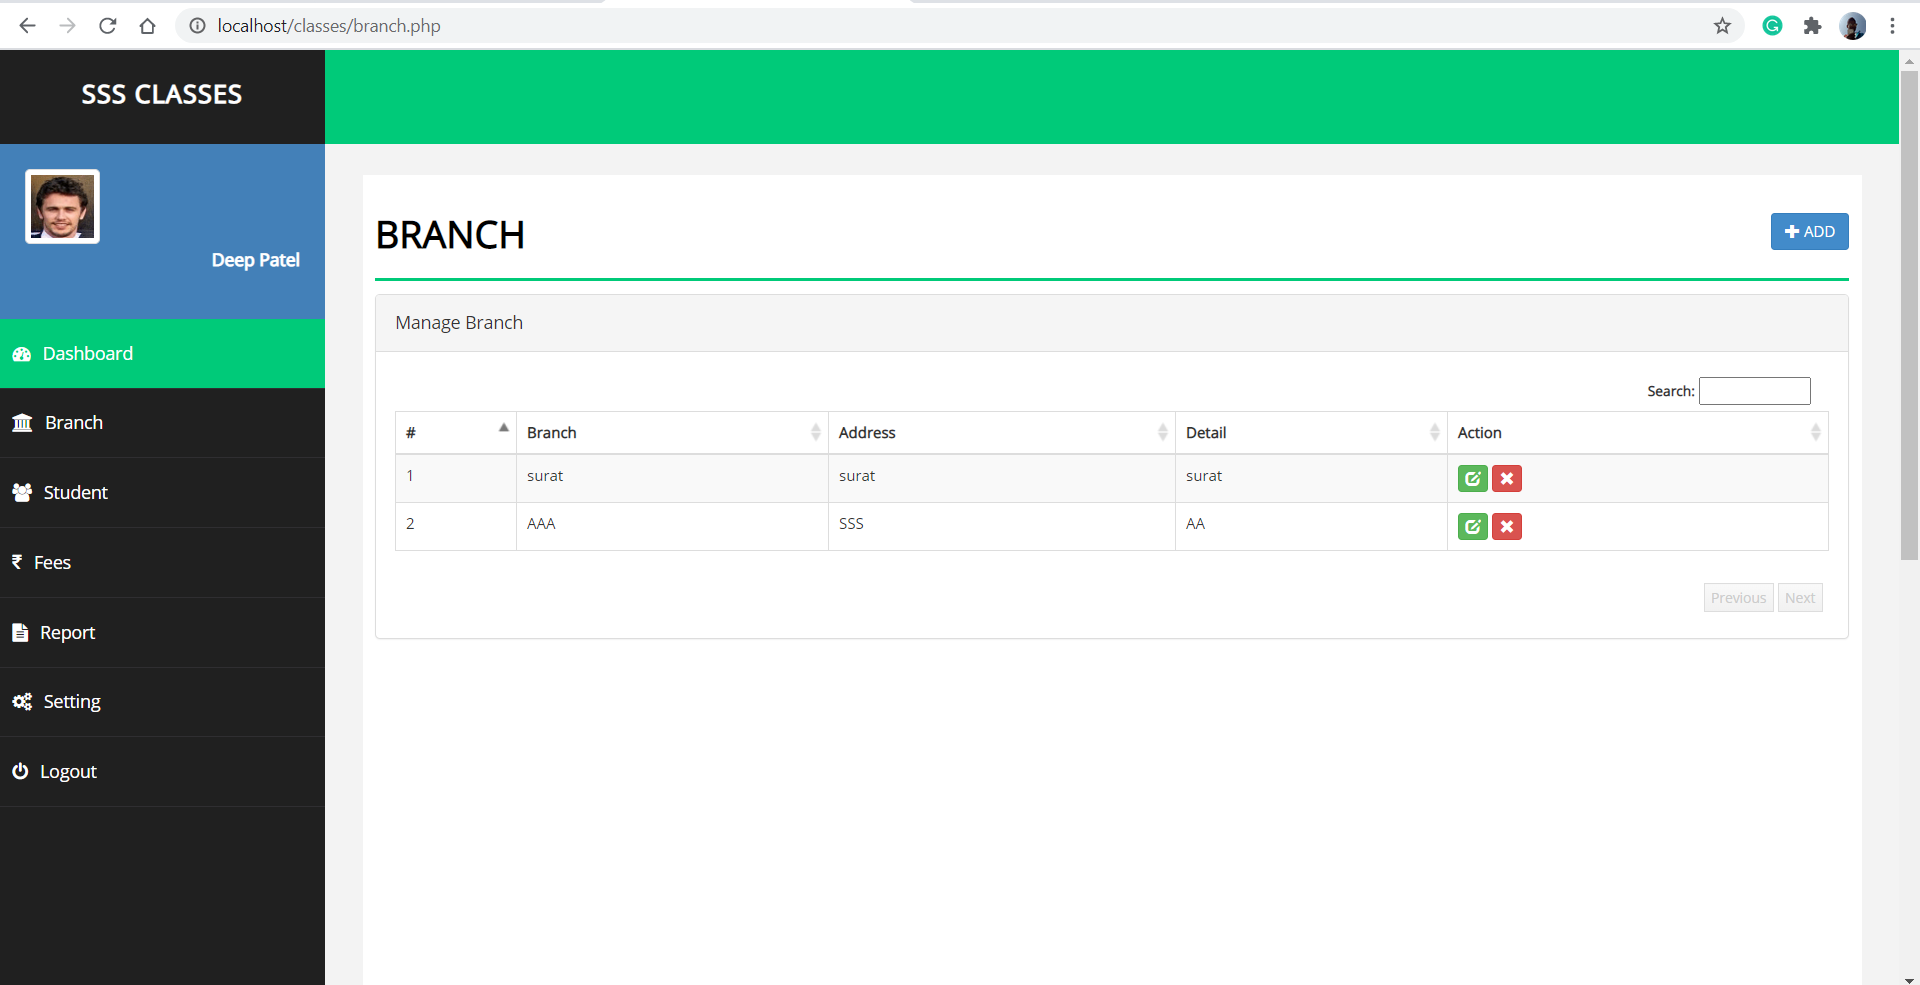 localhost/classes/branch.php
SSS CLASSES
Deep Patel
Dashboard
Branch
Student
Fees
Report
Setting
Logout
BRANCH
ADD
Manage Branch
Search:
# Branch Address Detail Action
1 surat surat surat
2 AAA SSS AA
Previous Next